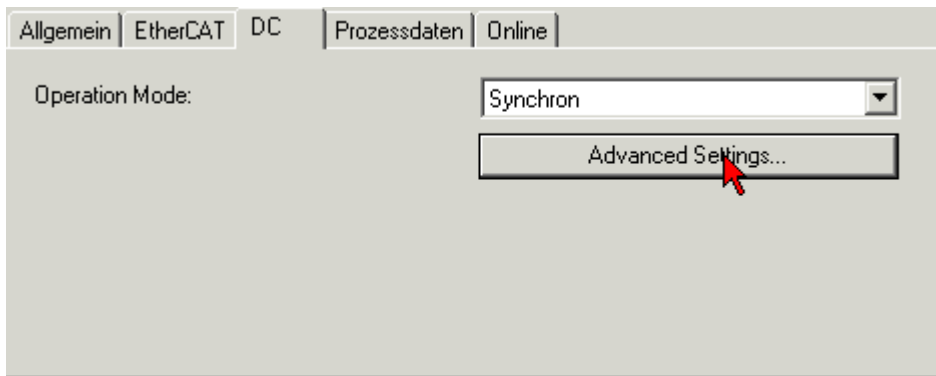 Allgemein EtherCAT DC Prozessdaten Online
Operation Mode: Synchron
Advanced Settings...